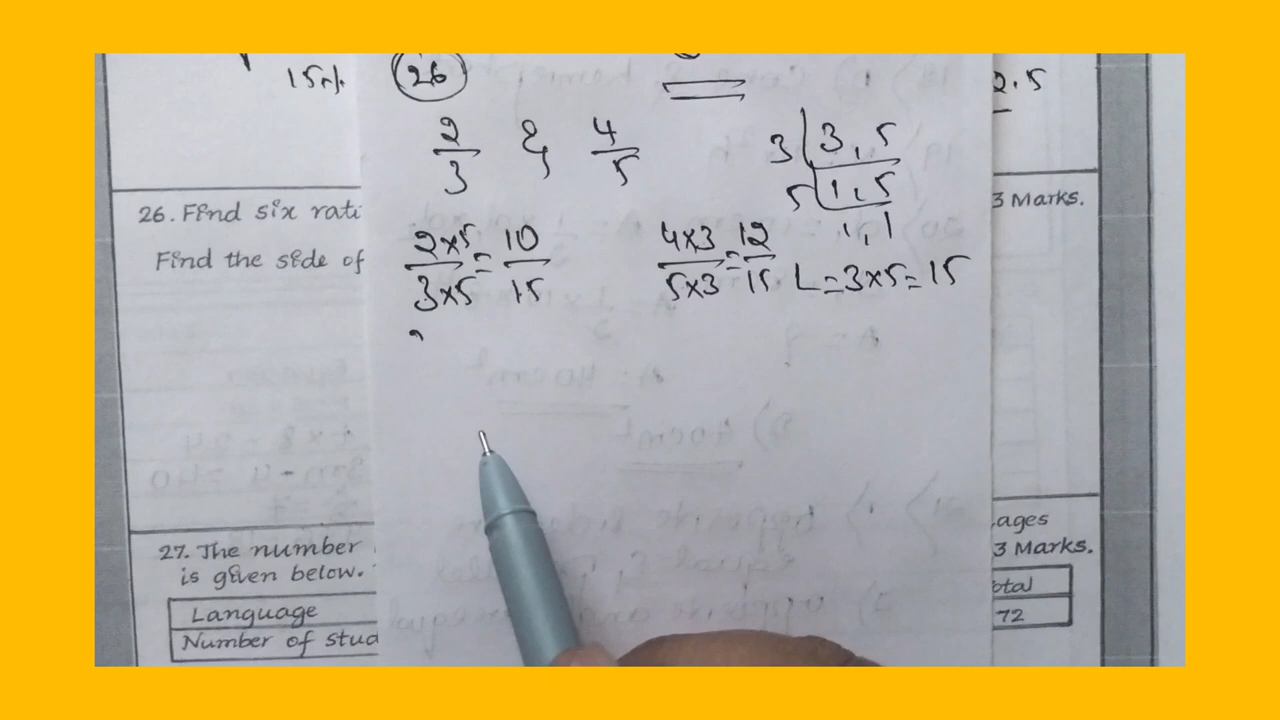 15m.
26
2.5
2/3 & 4/5
3 | 3, 5
5 | 1, 5
1, 1
26. Find six rati
3 Marks.
2×5/3×5 = 10/15
4×3/5×3 = 12/15
L = 3×5 = 15
Find the side of
27. The number
ages
3 Marks.
is given below.
Language
otal
Number of stud
72